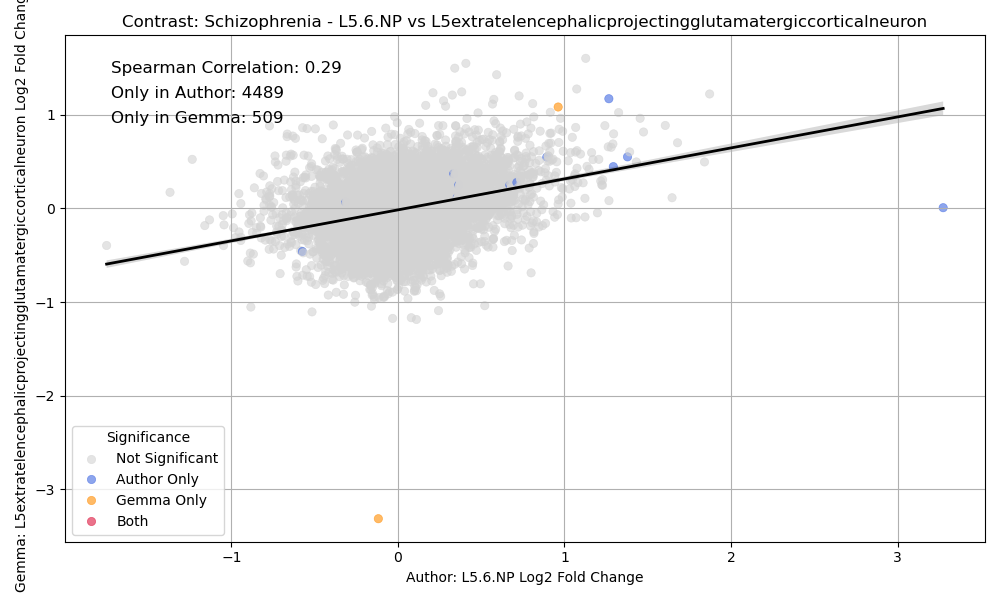 Contrast: Schizophrenia - L5.6.NP vs L5extratelencephalicprojectingglutamatergiccorticalneuron
Gemma: L5extratelencephalicprojectingglutamatergiccorticalneuron Log2 Fold Chang
Spearman Correlation: 0.29
Only in Author: 4489
Only in Gemma: 509
1
0
−1
−2
−3
Significance
Not Significant
Author Only
Gemma Only
Both
−1
0
1
2
3
Author: L5.6.NP Log2 Fold Change